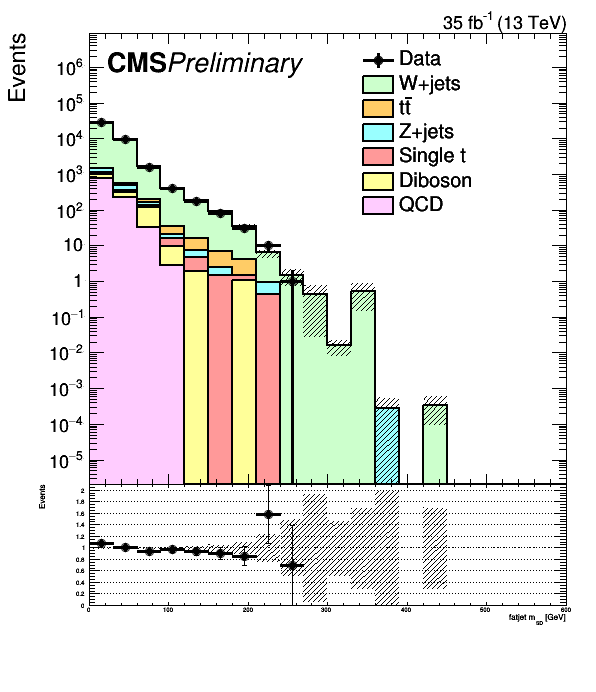 35 fb⁻¹ (13 TeV)
CMS Preliminary
Events
Data
W+jets
tt̄
Z+jets
Single t
Diboson
QCD
10⁶
10⁵
10⁴
10³
10²
10
1
10⁻¹
10⁻²
10⁻³
10⁻⁴
10⁻⁵
Events
2
1.8
1.6
1.4
1.2
1
0.8
0.6
0.4
0.2
0
0 100 200 300 400 500 600
fatjet m_SD [GeV]